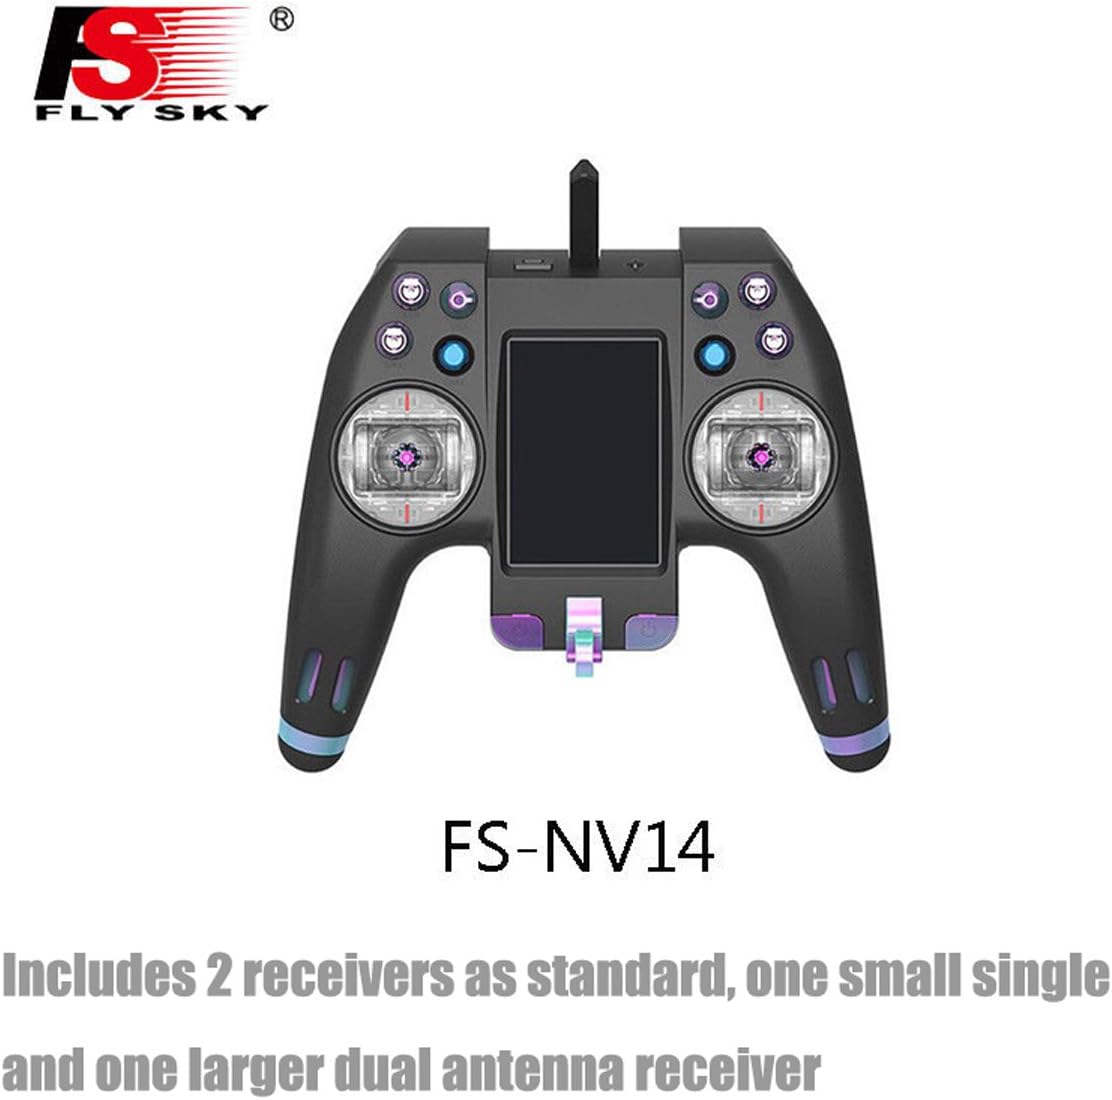 FS®
FLY SKY
FS-NV14
Includes 2 receivers as standard, one small single
and one larger dual antenna receiver